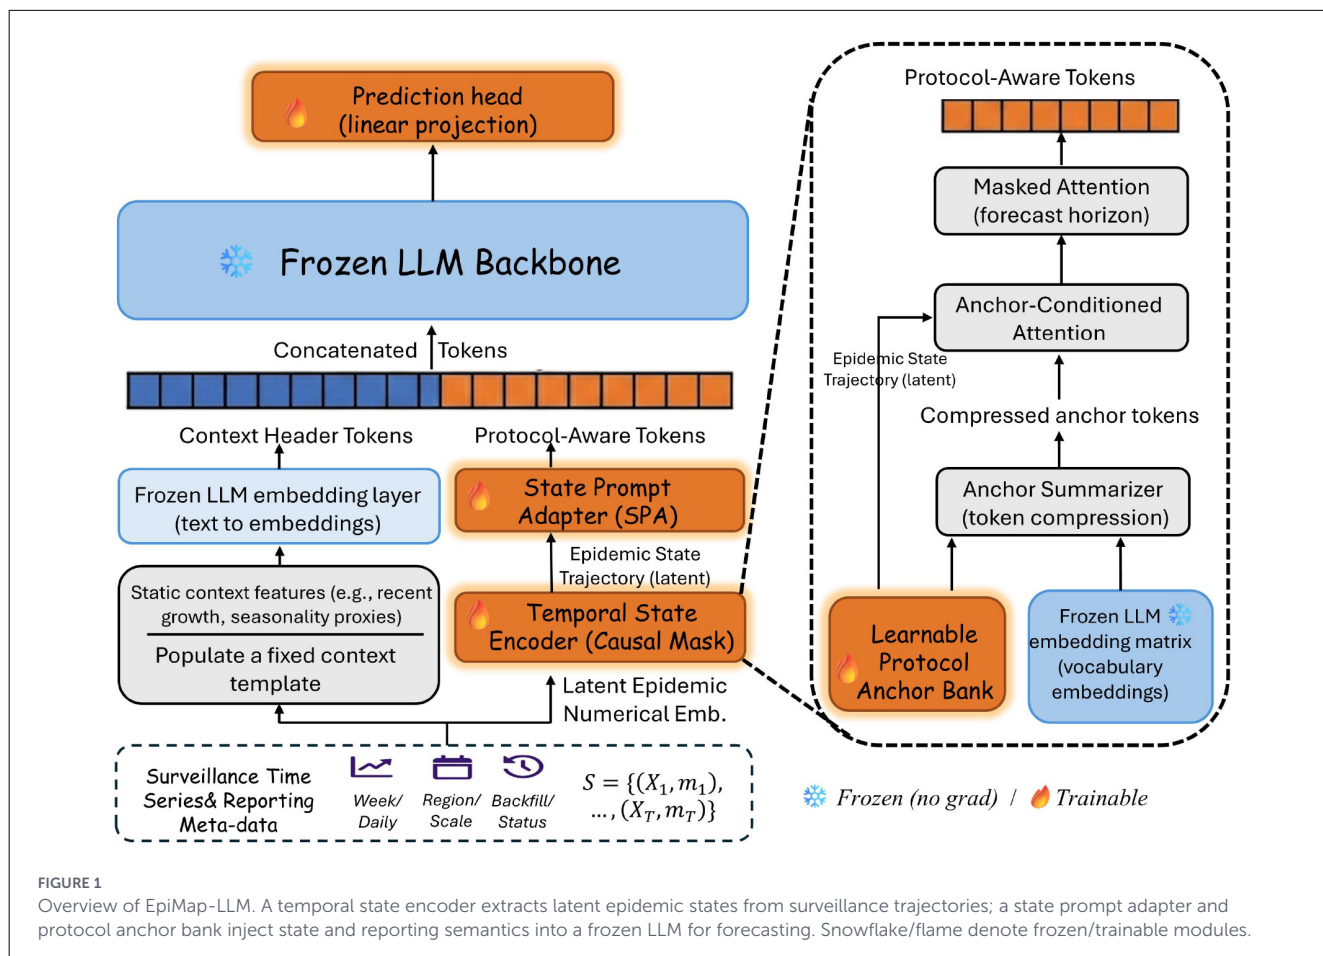 Prediction head
(linear projection)
Frozen LLM Backbone
Concatenated Tokens
Context Header Tokens
Protocol-Aware Tokens
Frozen LLM embedding layer
(text to embeddings)
State Prompt
Adapter (SPA)
Epidemic State
Trajectory (latent)
Static context features (e.g., recent
growth, seasonality proxies)
Populate a fixed context
template
Temporal State
Encoder (Causal Mask)
Latent Epidemic
Numerical Emb.
Surveillance Time
Series& Reporting
Meta-data
Week/
Daily
Region/
Scale
Backfill/
Status
S = {(X₁, m₁),
..., (X_T, m_T)}
Protocol-Aware Tokens
Masked Attention
(forecast horizon)
Anchor-Conditioned
Attention
Epidemic State
Trajectory (latent)
Compressed anchor tokens
Anchor Summarizer
(token compression)
Learnable
Protocol
Anchor Bank
Frozen LLM
embedding matrix
(vocabulary
embeddings)
Frozen (no grad) / Trainable
FIGURE 1
Overview of EpiMap-LLM. A temporal state encoder extracts latent epidemic states from surveillance trajectories; a state prompt adapter and
protocol anchor bank inject state and reporting semantics into a frozen LLM for forecasting. Snowflake/flame denote frozen/trainable modules.